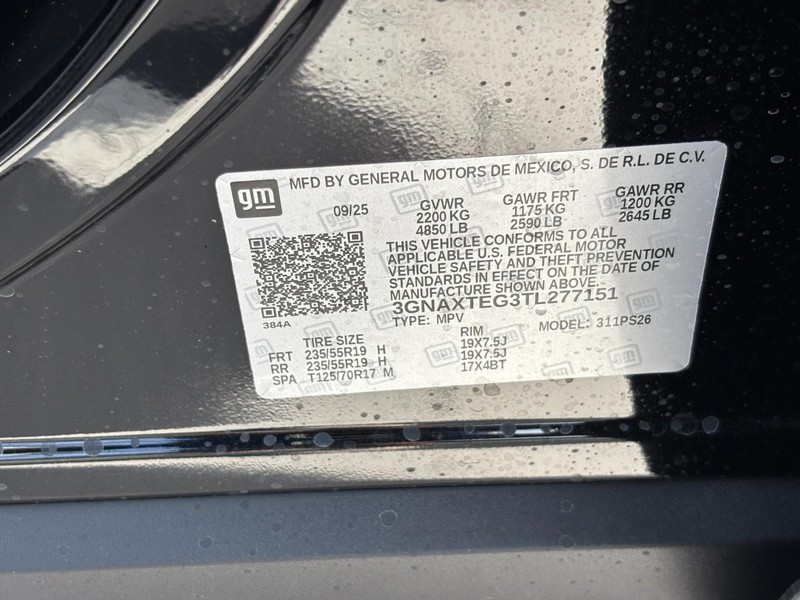 gm MFD BY GENERAL MOTORS DE MEXICO, S. DE R.L. DE C.V.
09/25 GVWR GAWR FRT GAWR RR
2200 KG 1175 KG 1200 KG
4850 LB 2590 LB 2645 LB
THIS VEHICLE CONFORMS TO ALL
APPLICABLE U.S. FEDERAL MOTOR
VEHICLE SAFETY AND THEFT PREVENTION
STANDARDS IN EFFECT ON THE DATE OF
MANUFACTURE SHOWN ABOVE.
3GNAXTEG3TL277151
384A TYPE: MPV MODEL: 311PS26
TIRE SIZE RIM
FRT 235/55R19 H 19X7.5J
RR 235/55R19 H 19X7.5J
SPA T125/70R17 M 17X4BT